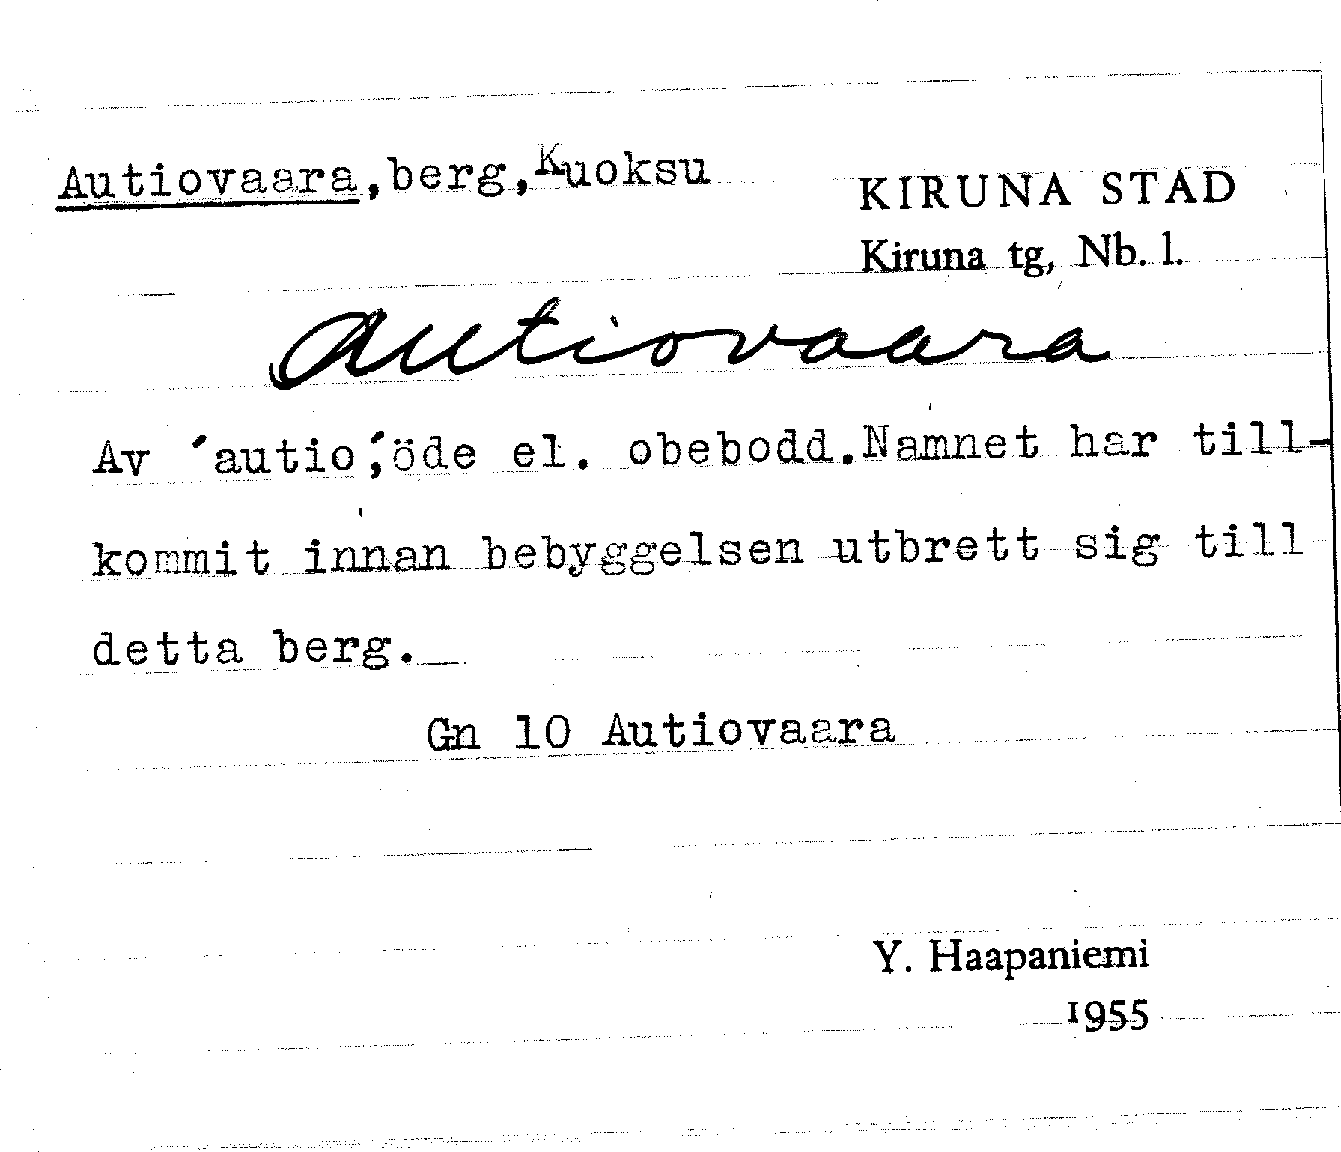 Autiovaara,berg,Kuoksu
KIRUNA STAD
Kiruna tg, Nb. l.
Autiovaara
Av 'autio', öde el. obebodd. Namnet har till-
kommit innan bebyggelsen utbrett sig till
detta berg.
Gn 10 Autiovaara
Y. Haapaniemi
1955